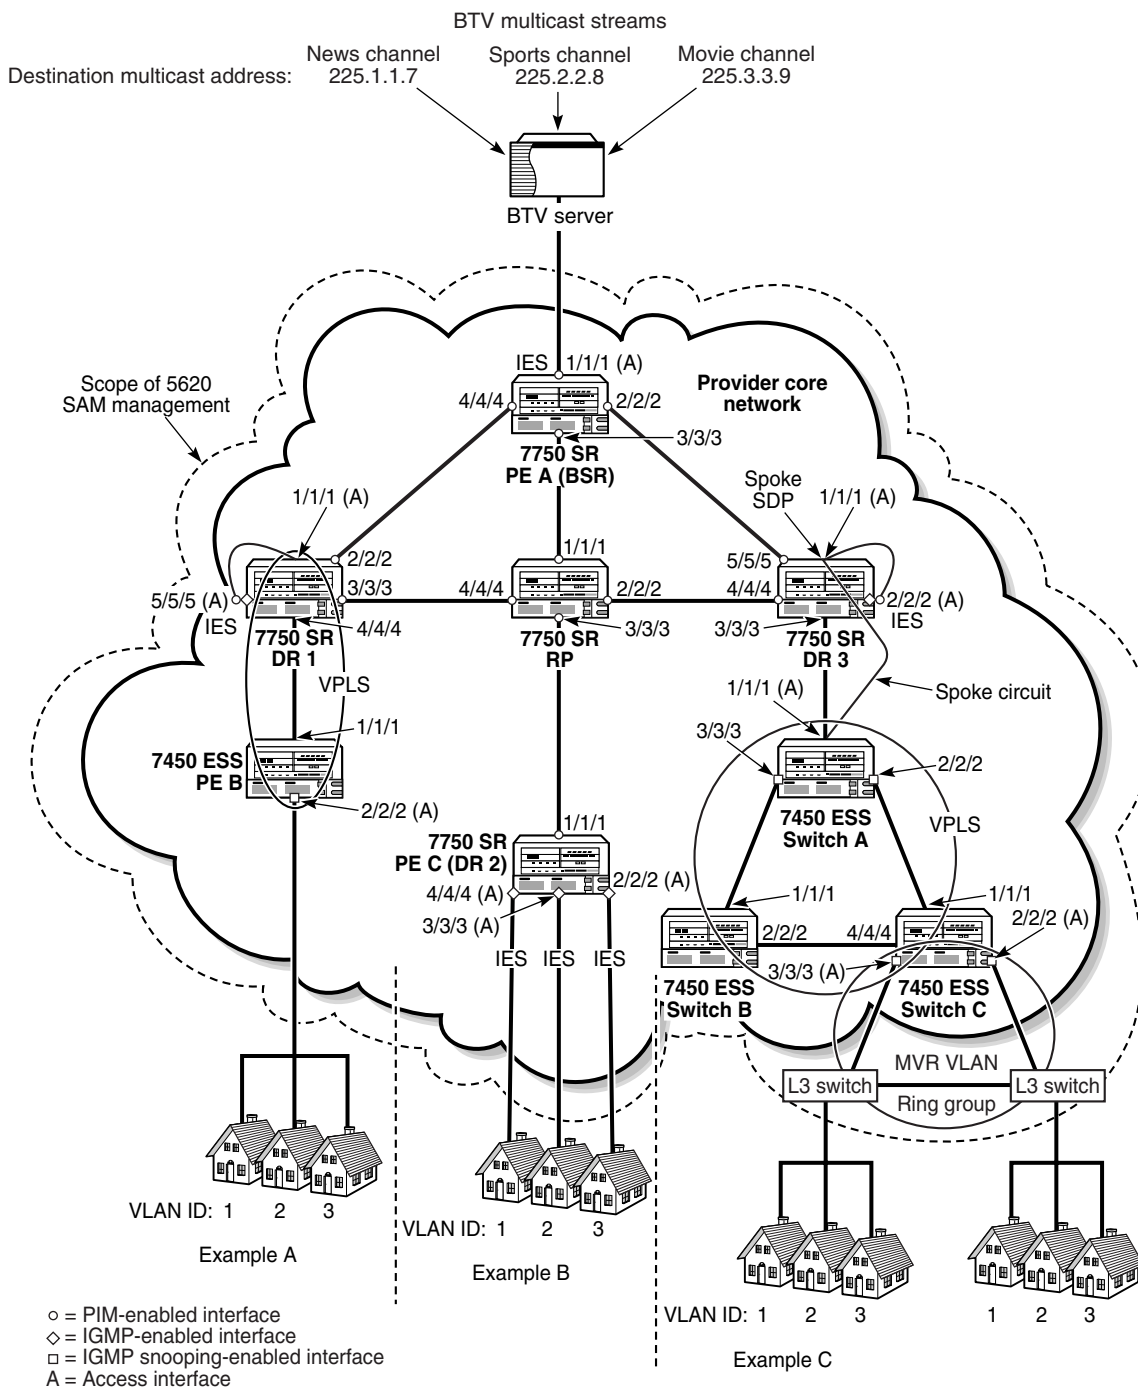 BTV multicast streams
News channel
225.1.1.7
Sports channel
225.2.2.8
Movie channel
225.3.3.9
Destination multicast address:
BTV server
Scope of 5620
SAM management
IES
1/1/1 (A)
4/4/4
2/2/2
3/3/3
7750 SR
PE A (BSR)
Provider core
network
1/1/1 (A)
2/2/2
3/3/3
5/5/5 (A)
IES
4/4/4
7750 SR
DR 1
VPLS
1/1/1
4/4/4
2/2/2
3/3/3
7750 SR
RP
Spoke
SDP
1/1/1 (A)
5/5/5
4/4/4
2/2/2 (A)
IES
3/3/3
7750 SR
DR 3
Spoke circuit
1/1/1
7450 ESS
PE B
2/2/2 (A)
1/1/1
7750 SR
PE C (DR 2)
4/4/4 (A)
2/2/2 (A)
3/3/3 (A)
IES
IES
IES
1/1/1 (A)
3/3/3
2/2/2
7450 ESS
Switch A
VPLS
1/1/1
2/2/2
7450 ESS
Switch B
1/1/1
4/4/4
2/2/2 (A)
3/3/3 (A)
7450 ESS
Switch C
MVR VLAN
L3 switch
L3 switch
Ring group
VLAN ID: 1 2 3
Example A
VLAN ID: 1 2 3
Example B
VLAN ID: 1 2 3
1 2 3
Example C
= PIM-enabled interface
= IGMP-enabled interface
= IGMP snooping-enabled interface
A = Access interface